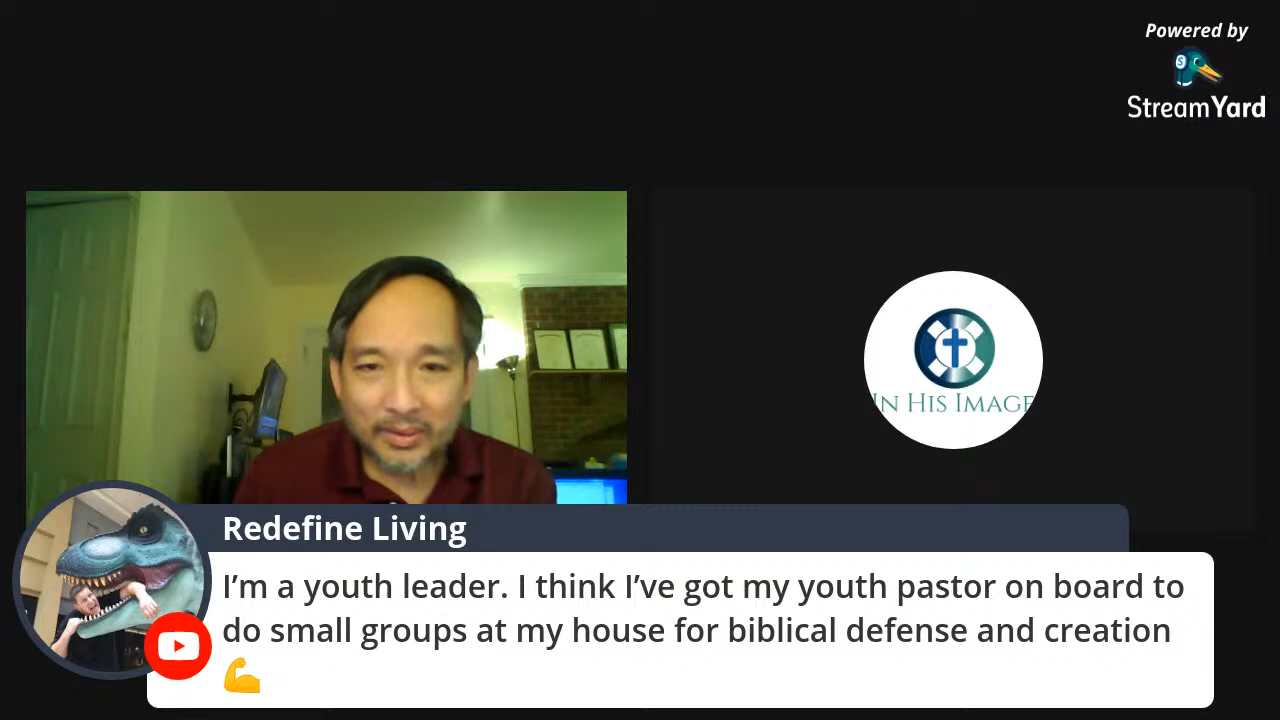 Powered by
StreamYard
IN HIS IMAGE
Redefine Living
I’m a youth leader. I think I’ve got my youth pastor on board to
do small groups at my house for biblical defense and creation
💪